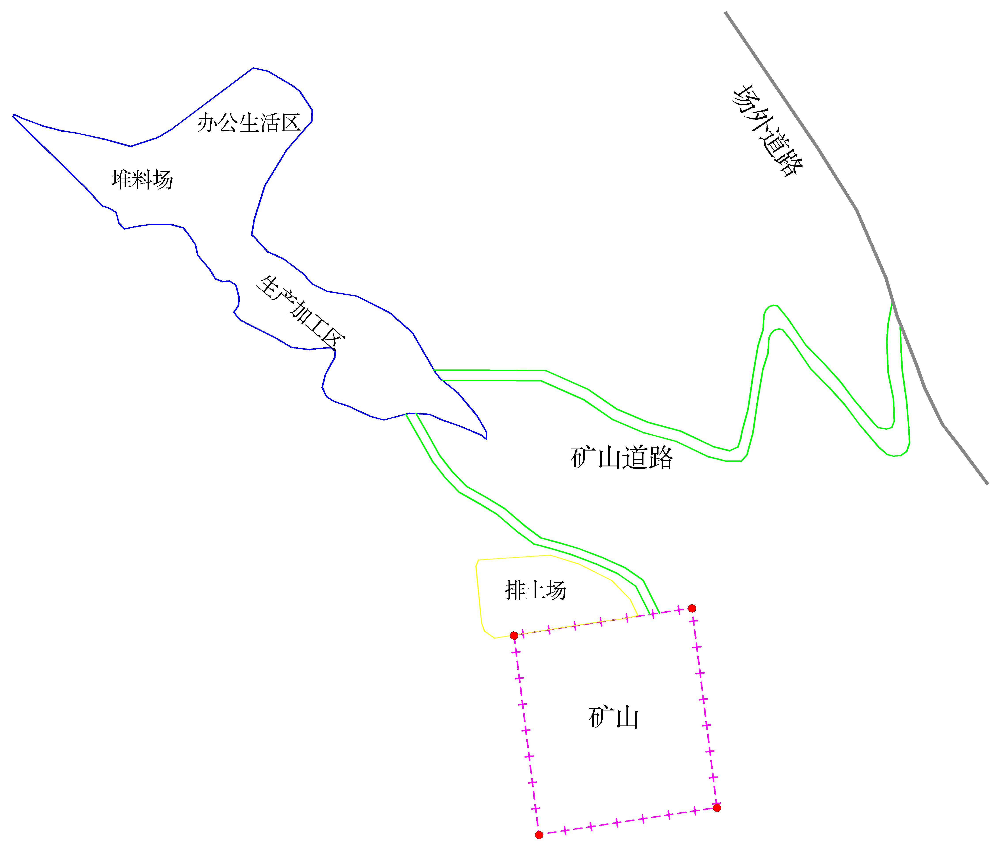 场外道路
办公生活区
堆料场
生产加工区
矿山道路
排土场
矿山